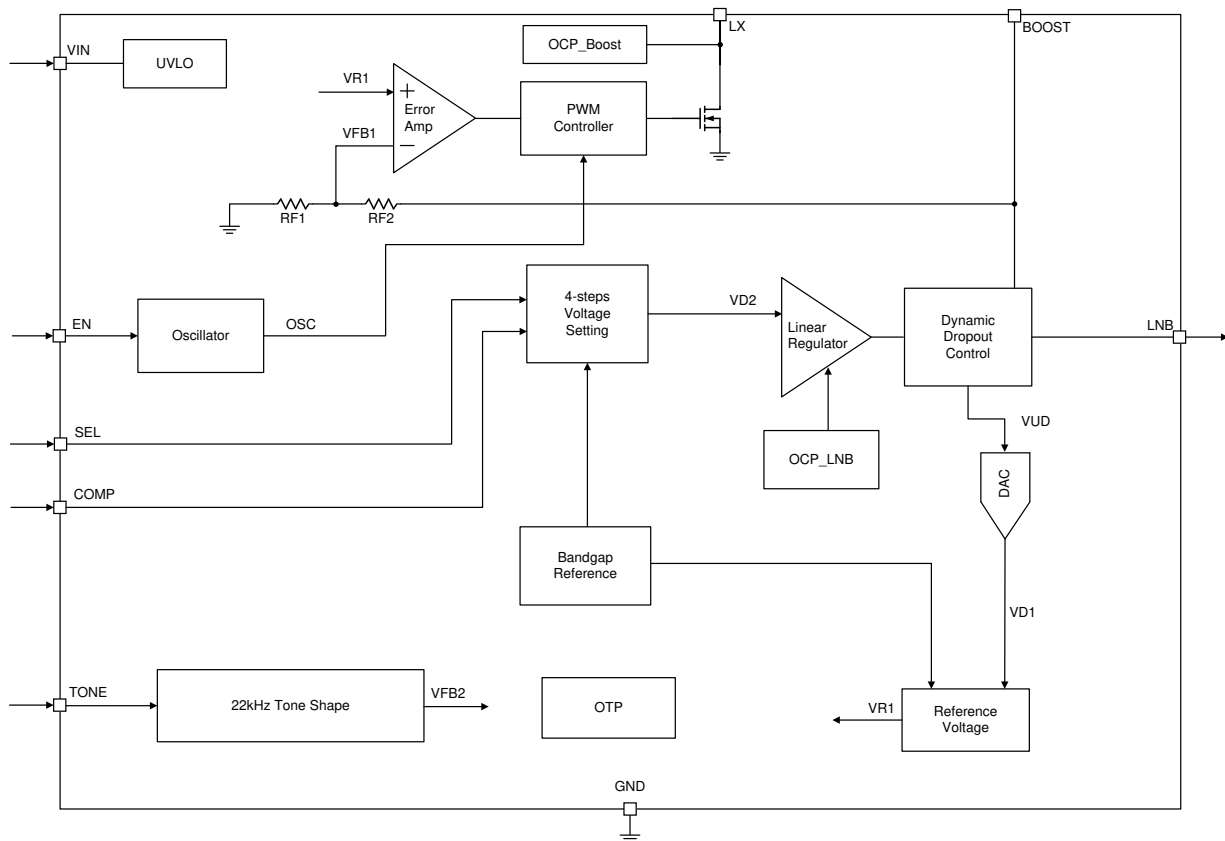 LX
BOOST
VIN
UVLO
OCP_Boost
VR1
+
Error
Amp
−
VFB1
PWM
Controller
RF1
RF2
EN
Oscillator
OSC
4-steps
Voltage
Setting
VD2
Linear
Regulator
Dynamic
Dropout
Control
LNB
SEL
COMP
OCP_LNB
VUD
DAC
Bandgap
Reference
VD1
TONE
22kHz Tone Shape
VFB2
OTP
VR1
Reference
Voltage
GND